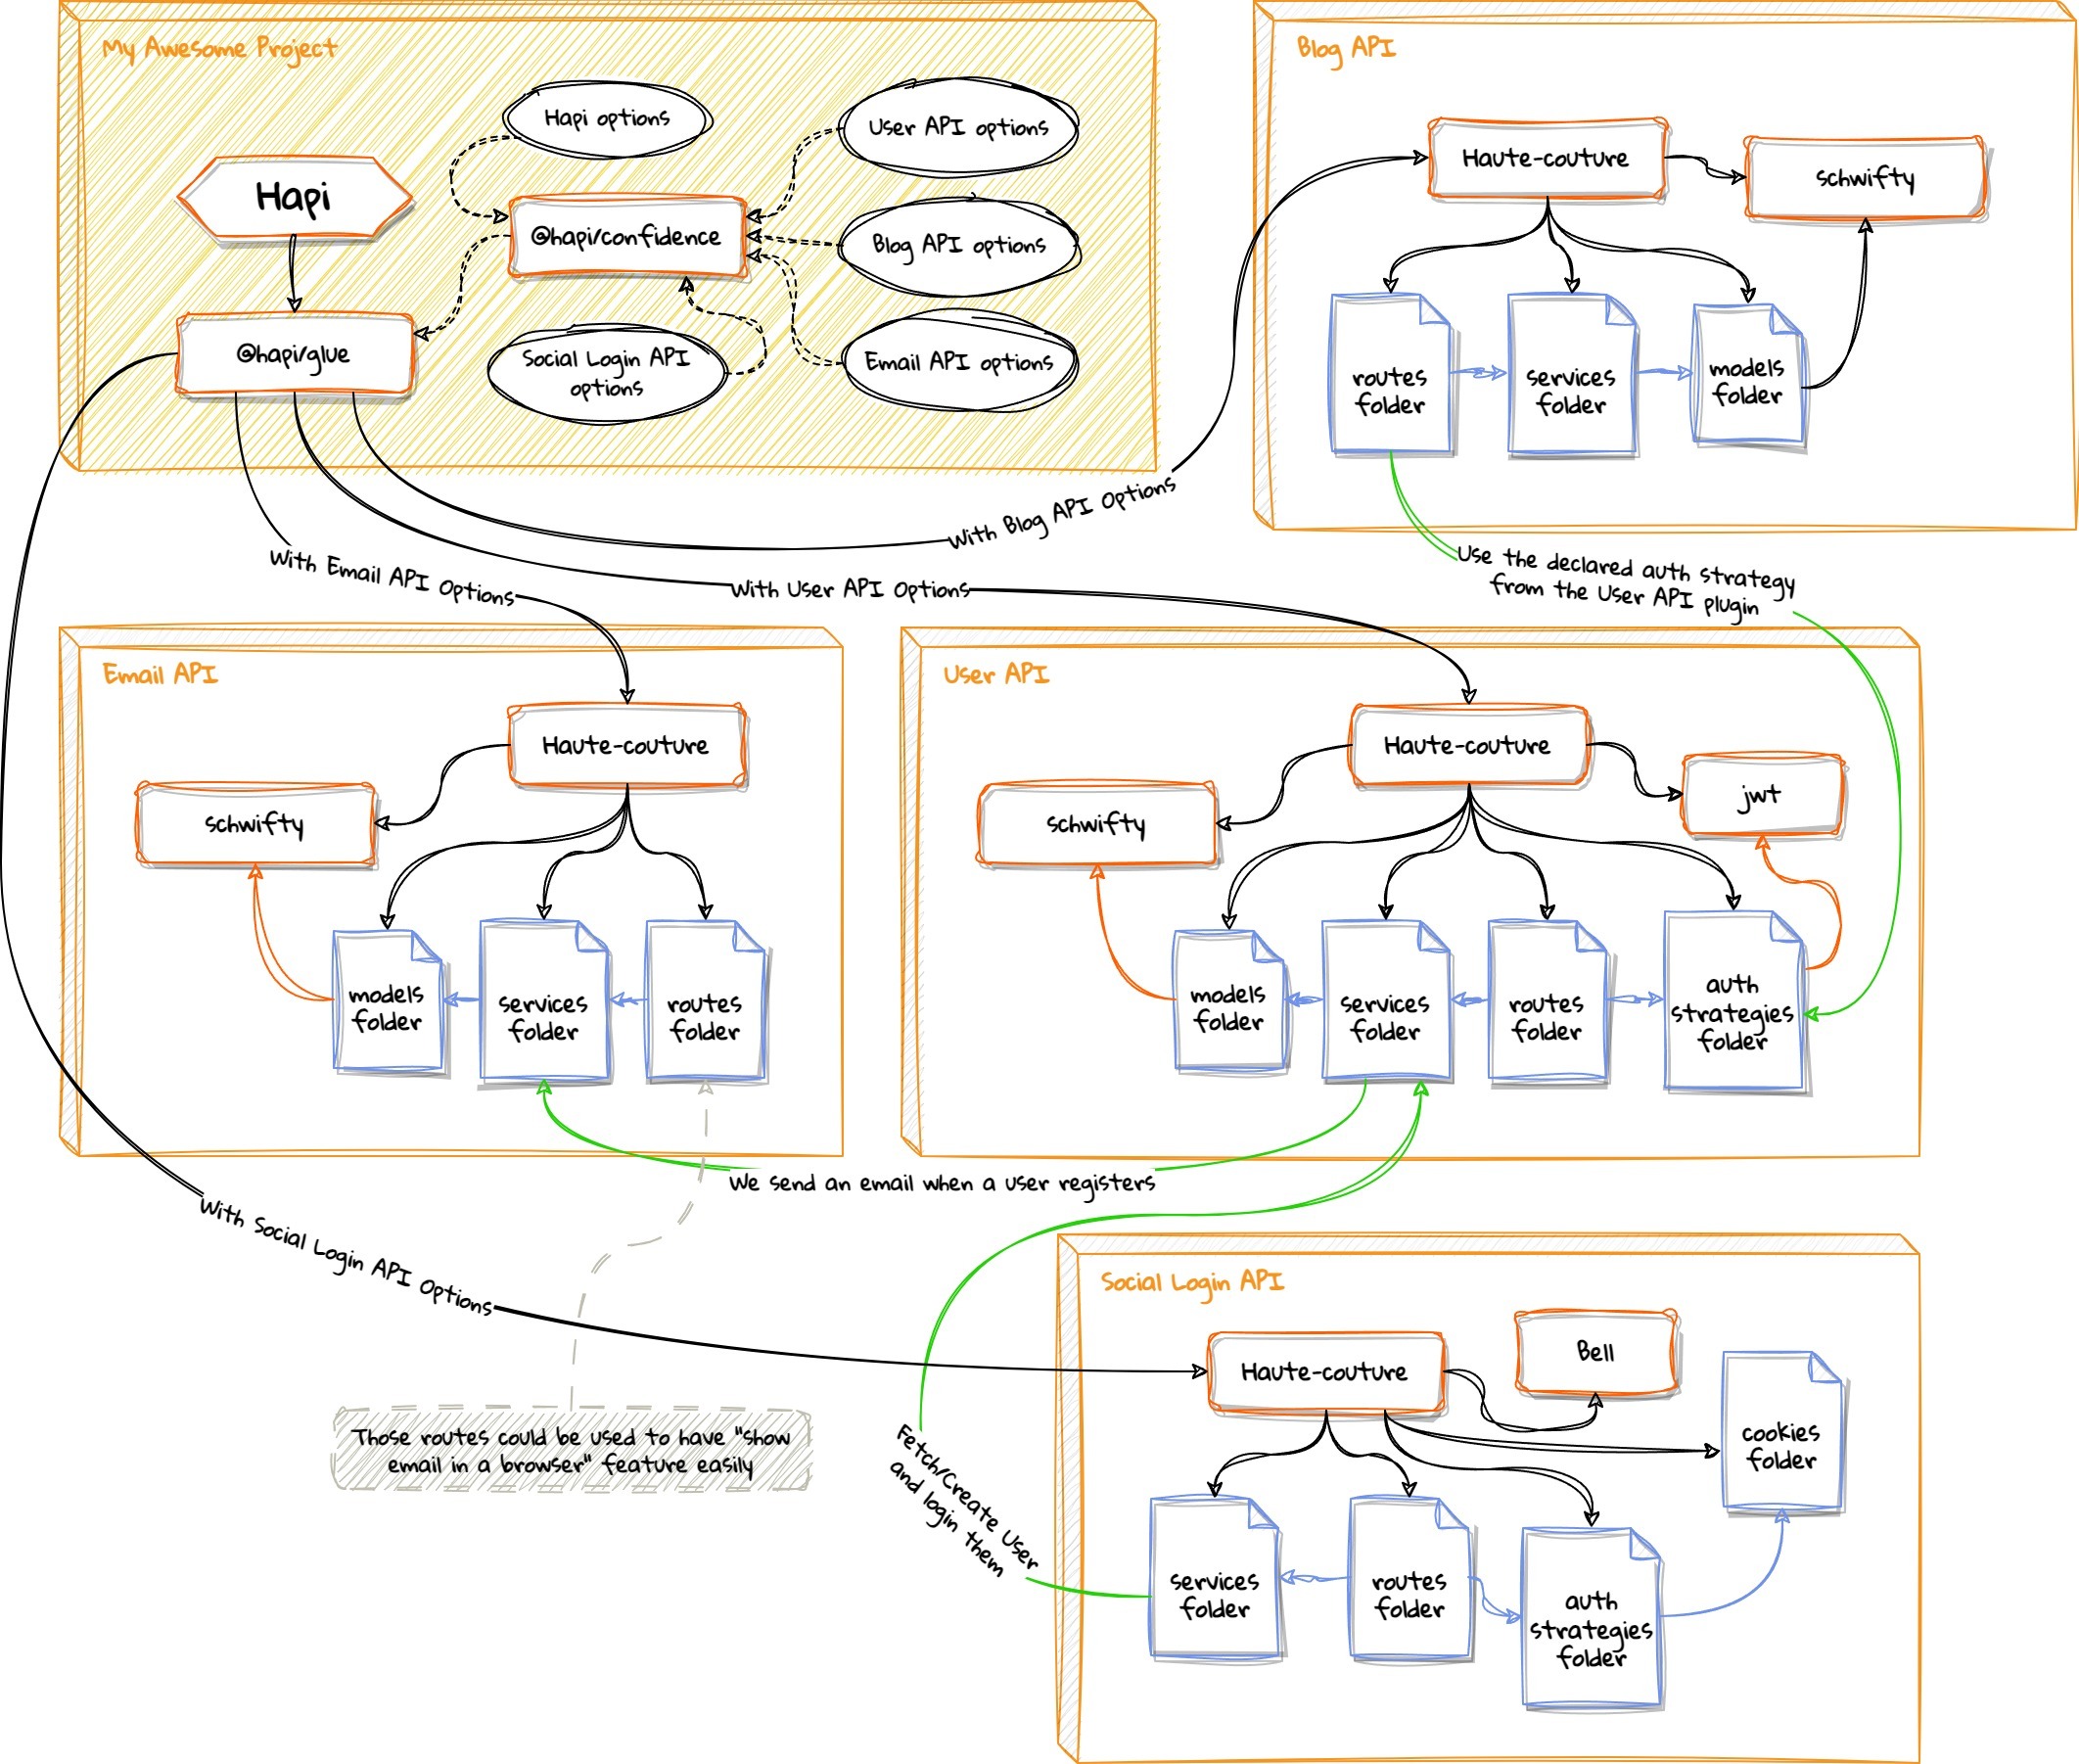 My Awesome Project
Hapi options
User API options
Hapi
@hapi/confidence
Blog API options
@hapi/glue
Social Login API
options
Email API options
Blog API
Haute-couture
schwifty
routes
folder
services
folder
models
folder
With Blog API Options
With Email API Options
With User API Options
Use the declared auth strategy
from the User API plugin
Email API
Haute-couture
schwifty
models
folder
services
folder
routes
folder
User API
Haute-couture
jwt
schwifty
models
folder
services
folder
routes
folder
auth
strategies
folder
We send an email when a user registers
With Social Login API Options
Those routes could be used to have "show
email in a browser" feature easily
Fetch/Create User
and login them
Social Login API
Haute-couture
Bell
cookies
folder
services
folder
routes
folder
auth
strategies
folder